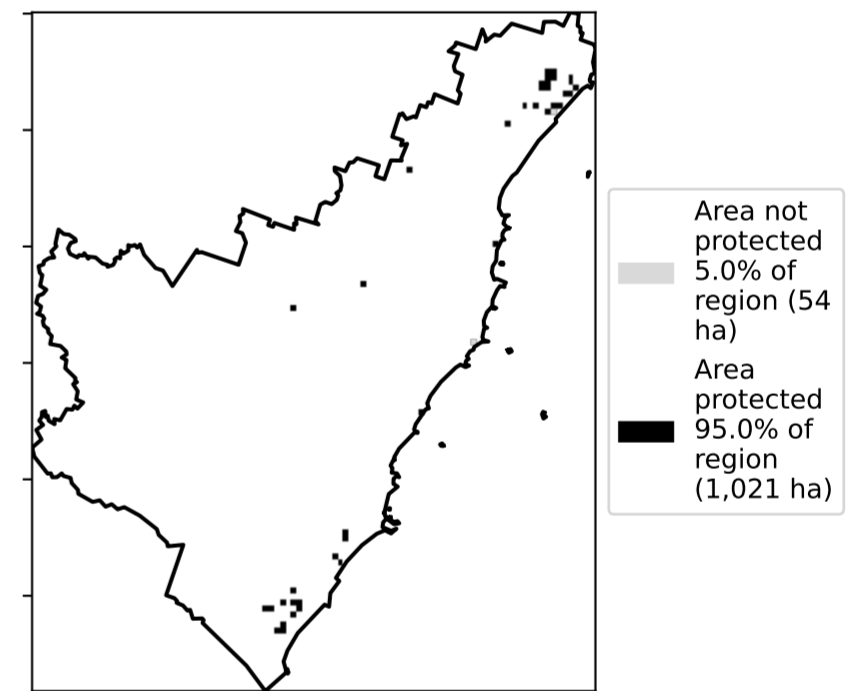 Area not
protected
5.0% of
region (54
ha)
Area
protected
95.0% of
region
(1,021 ha)